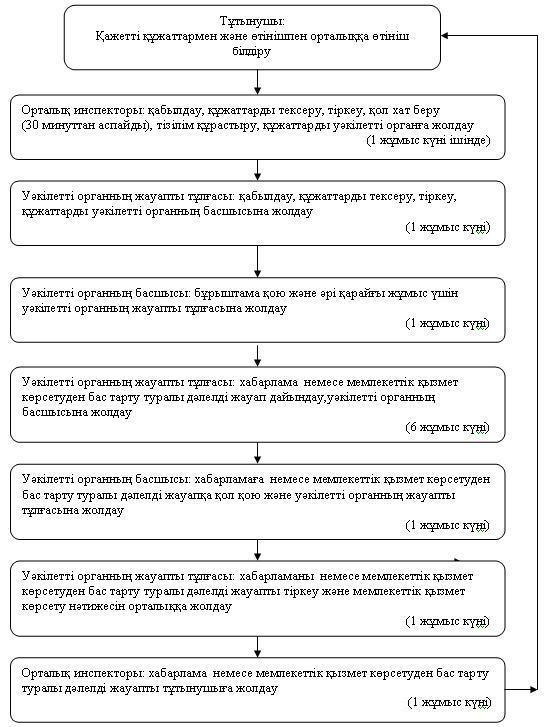 Тұтынушы:
Қажетті құжаттармен және өтінішпен орталыққа өтініш
білдіру
Орталық инспекторы: қабылдау, құжаттарды тексеру, тіркеу, қол хат беру
(30 минуттан аспайды), тізілім құрастыру, құжаттарды уәкілетті органға жолдау
(1 жұмыс күні ішінде)
Уәкілетті органның жауапты тұлғасы: қабылдау, құжаттарды тексеру, тіркеу,
құжаттарды уәкілетті органның басшысына жолдау
(1 жұмыс күні)
Уәкілетті органның басшысы: бұрыштама қою және әрі қарайғы жұмыс үшін
уәкілетті органның жауапты тұлғасына жолдау
(1 жұмыс күні)
Уәкілетті органның жауапты тұлғасы: хабарлама немесе мемлекеттік қызмет
көрсетуден бас тарту туралы дәлелді жауап дайындау,уәкілетті органның
басшысына жолдау
(6 жұмыс күні)
Уәкілетті органның басшысы: хабарламаға немесе мемлекеттік қызмет көрсетуден
бас тарту туралы дәлелді жауапқа қол қою және уәкілетті органның жауапты
тұлғасына жолдау
(1 жұмыс күні)
Уәкілетті органның жауапты тұлғасы: хабарламаны немесе мемлекеттік қызмет
көрсетуден бас тарту туралы дәлелді жауапты тіркеу және мемлекеттік қызмет
көрсету нәтижесін орталыққа жолдау
(1 жұмыс күні)
Орталық инспекторы: хабарлама немесе мемлекеттік қызмет көрсетуден бас тарту
туралы дәлелді жауапты тұтынушыға жолдау
(1 жұмыс күні)